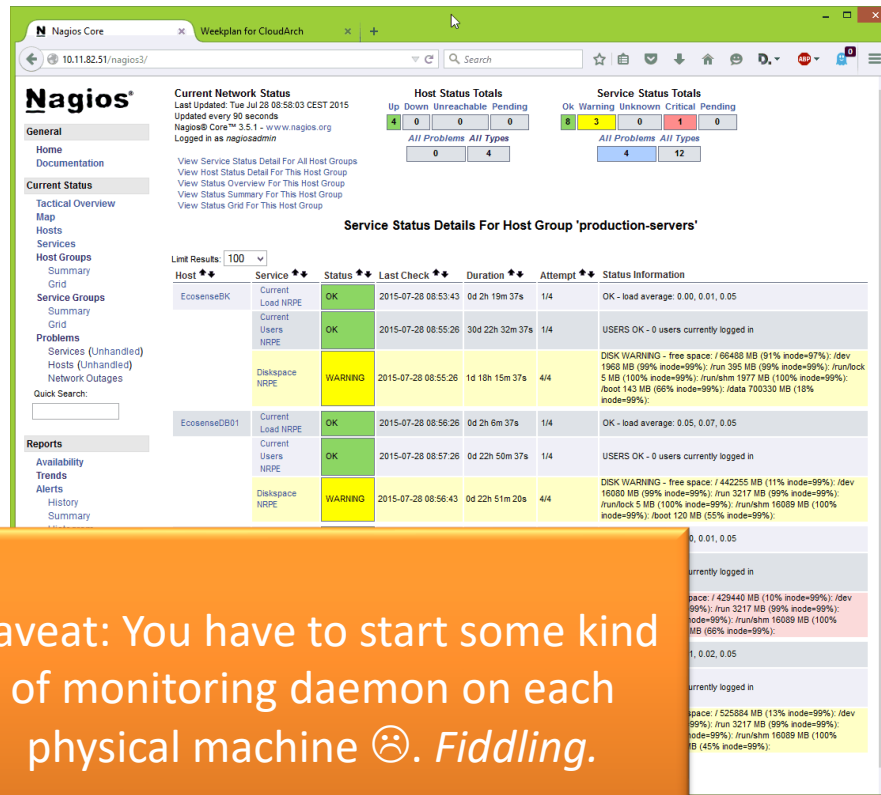 Nagios Core
Weekplan for CloudArch
10.11.82.51/nagios3/
Search
D.
ABP
0
Nagios®
General
Home
Documentation
Current Status
Tactical Overview
Map
Hosts
Services
Host Groups
Summary
Grid
Service Groups
Summary
Grid
Problems
Services (Unhandled)
Hosts (Unhandled)
Network Outages
Quick Search:
Reports
Availability
Trends
Alerts
History
Summary
Current Network Status
Last Updated: Tue Jul 28 08:58:03 CEST 2015
Updated every 90 seconds
Nagios® Core™ 3.5.1 - www.nagios.org
Logged in as nagiosadmin
View Service Status Detail For All Host Groups
View Host Status Detail For This Host Group
View Status Overview For This Host Group
View Status Summary For This Host Group
View Status Grid For This Host Group
Host Status Totals
Up Down Unreachable Pending
4 0 0 0
All Problems All Types
0 4
Service Status Totals
Ok Warning Unknown Critical Pending
8 3 0 1 0
All Problems All Types
4 12
Service Status Details For Host Group 'production-servers'
Limit Results: 100
Host Service Status Last Check Duration Attempt Status Information
EcosenseBK Current Load NRPE OK 2015-07-28 08:53:43 0d 2h 19m 37s 1/4 OK - load average: 0.00, 0.01, 0.05
Current Users NRPE OK 2015-07-28 08:55:26 30d 22h 32m 37s 1/4 USERS OK - 0 users currently logged in
Diskspace NRPE WARNING 2015-07-28 08:55:26 1d 18h 15m 37s 4/4 DISK WARNING - free space: / 66488 MB (91% inode=97%): /dev
1968 MB (99% inode=99%): /run 395 MB (99% inode=99%): /run/lock
5 MB (100% inode=99%): /run/shm 1977 MB (100% inode=99%):
/boot 143 MB (66% inode=99%): /data 700330 MB (18%
inode=99%):
EcosenseDB01 Current Load NRPE OK 2015-07-28 08:56:26 0d 2h 6m 37s 1/4 OK - load average: 0.05, 0.07, 0.05
Current Users NRPE OK 2015-07-28 08:57:26 0d 22h 50m 37s 1/4 USERS OK - 0 users currently logged in
Diskspace NRPE WARNING 2015-07-28 08:56:43 0d 22h 51m 20s 4/4 DISK WARNING - free space: / 442255 MB (11% inode=99%): /dev
16080 MB (99% inode=99%): /run 3217 MB (99% inode=99%):
/run/lock 5 MB (100% inode=99%): /run/shm 16089 MB (100%
inode=99%): /boot 120 MB (55% inode=99%):
0, 0.01, 0.05
urrently logged in
pace: / 429440 MB (10% inode=99%): /dev
99%): /run 3217 MB (99% inode=99%):
node=99%): /run/shm 16089 MB (100%
MB (66% inode=99%):
1, 0.02, 0.05
urrently logged in
space: / 525884 MB (13% inode=99%): /dev
99%): /run 3217 MB (99% inode=99%):
node=99%): /run/shm 16089 MB (100%
MB (45% inode=99%):
aveat: You have to start some kind
of monitoring daemon on each
physical machine ☹. Fiddling.